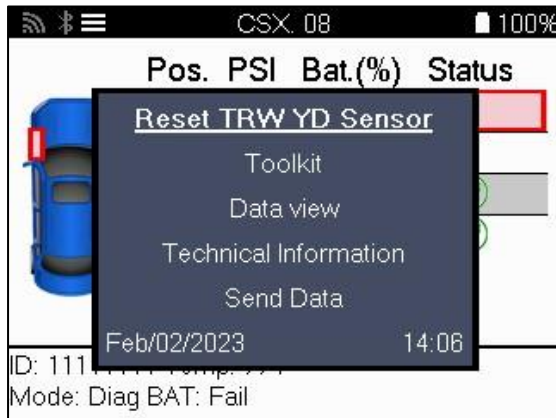 CSX. 08 100%
Pos. PSI Bat.(%) Status
Reset TRW YD Sensor
Toolkit
Data view
Technical Information
Send Data
Feb/02/2023 14:06
ID: 111
Mode: Diag BAT: Fail